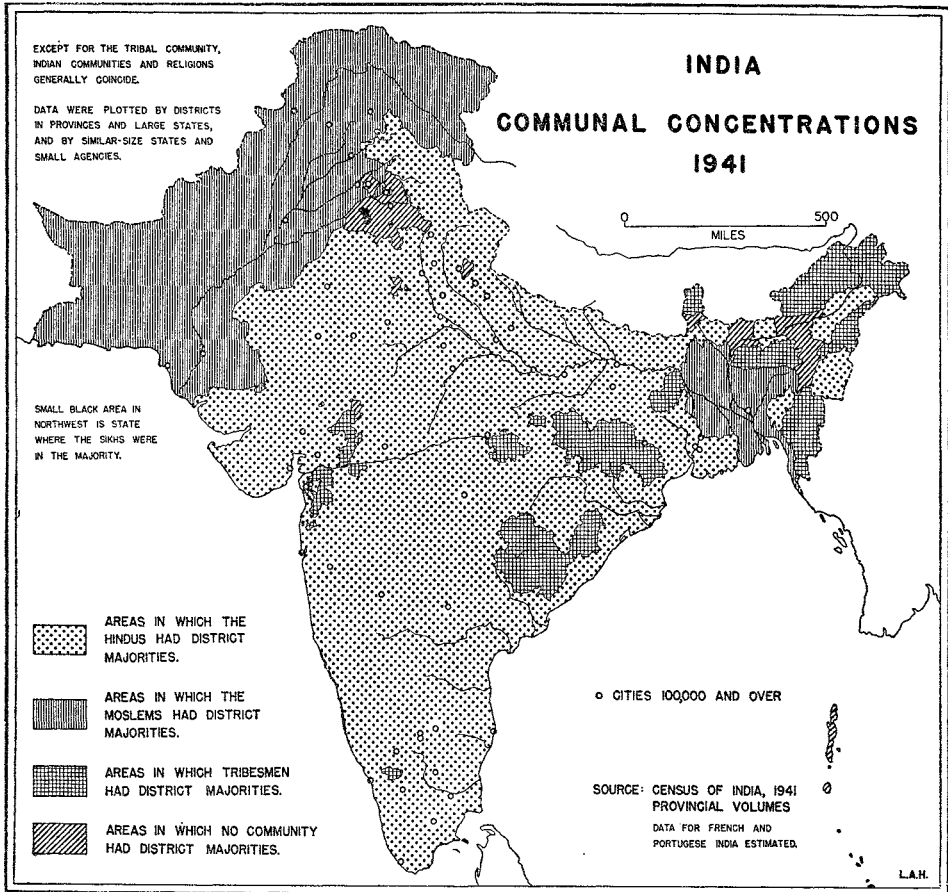 EXCEPT FOR THE TRIBAL COMMUNITY,
INDIAN COMMUNITIES AND RELIGIONS
GENERALLY COINCIDE.
DATA WERE PLOTTED BY DISTRICTS
IN PROVINCES AND LARGE STATES,
AND BY SIMILAR-SIZE STATES AND
SMALL AGENCIES.
INDIA
COMMUNAL CONCENTRATIONS
1941
0 500
MILES
SMALL BLACK AREA IN
NORTHWEST IS STATE
WHERE THE SIKHS WERE
IN THE MAJORITY.
AREAS IN WHICH THE
HINDUS HAD DISTRICT
MAJORITIES.
AREAS IN WHICH THE
MOSLEMS HAD DISTRICT
MAJORITIES.
AREAS IN WHICH TRIBESMEN
HAD DISTRICT MAJORITIES.
AREAS IN WHICH NO COMMUNITY
HAD DISTRICT MAJORITIES.
CITIES 100,000 AND OVER
SOURCE: CENSUS OF INDIA, 1941
PROVINCIAL VOLUMES
DATA FOR FRENCH AND
PORTUGESE INDIA ESTIMATED.
L.A.H.